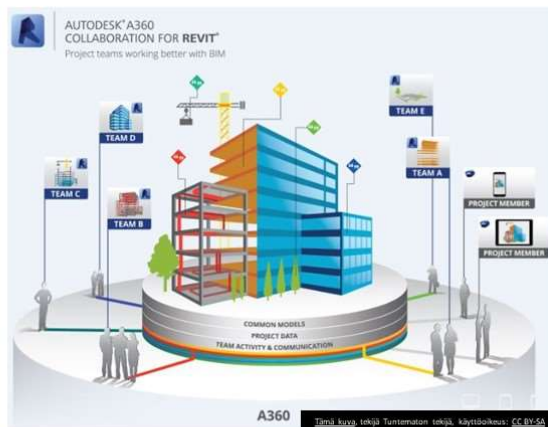 AUTODESK® A360
COLLABORATION FOR REVIT®
Project teams working better with BIM
TEAM D
TEAM E
TEAM C
TEAM B
TEAM A
PROJECT MEMBER
PROJECT MEMBER
COMMON MODELS
PROJECT DATA
TEAM ACTIVITY & COMMUNICATION
A360
Tämä kuva, tekijä Tuntematon tekijä, käyttöoikeus: CC BY-SA